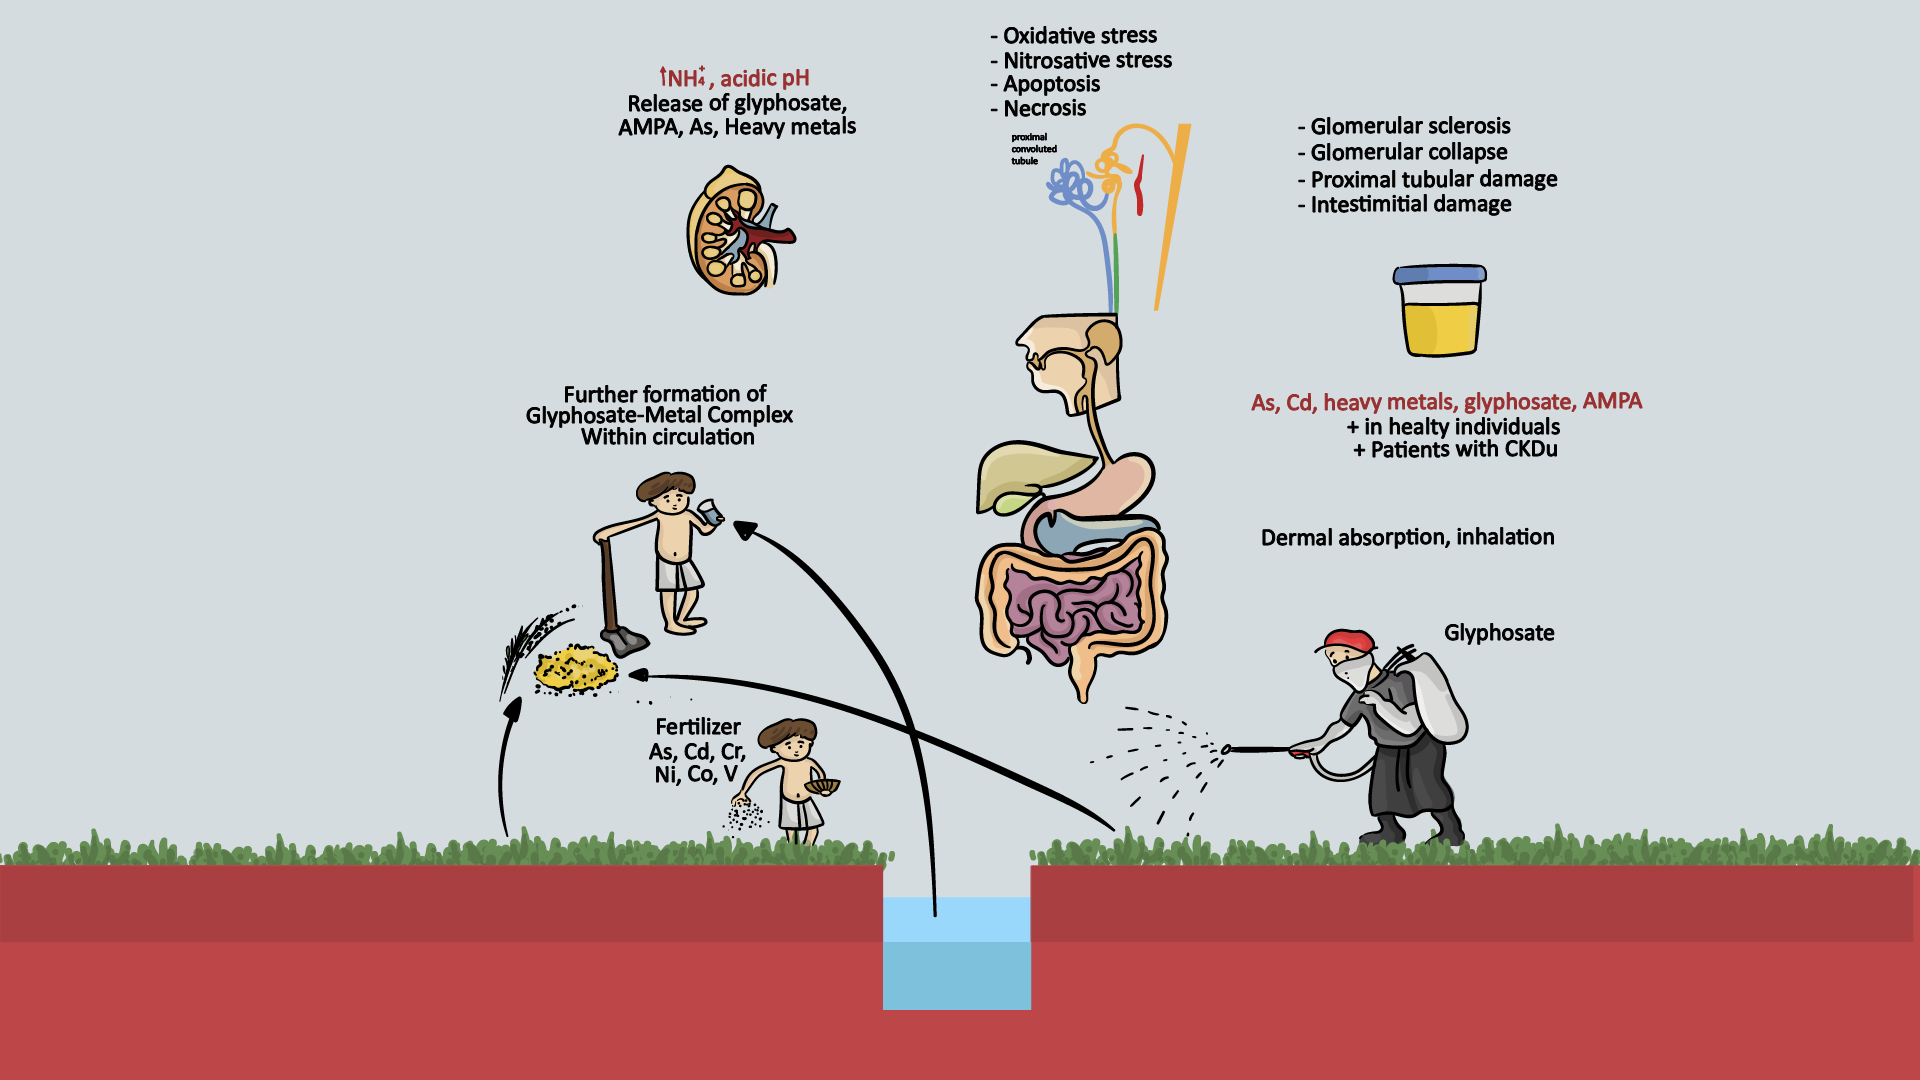 - Oxidative stress
- Nitrosative stress
- Apoptosis
- Necrosis
proximal
convoluted
tubule
↑NH₄⁺, acidic pH
Release of glyphosate,
AMPA, As, Heavy metals
- Glomerular sclerosis
- Glomerular collapse
- Proximal tubular damage
- Intestimitial damage
Further formation of
Glyphosate-Metal Complex
Within circulation
As, Cd, heavy metals, glyphosate, AMPA
+ in healty individuals
+ Patients with CKDu
Dermal absorption, inhalation
Glyphosate
Fertilizer
As, Cd, Cr,
Ni, Co, V